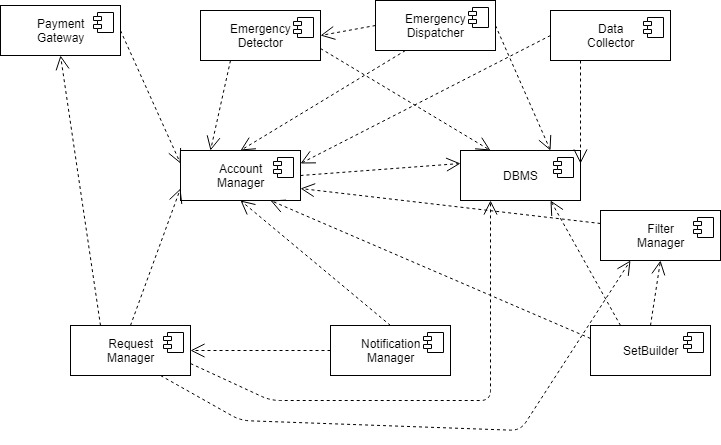 Payment
Gateway
Emergency
Detector
Emergency
Dispatcher
Data
Collector
Account
Manager
DBMS
Filter
Manager
Request
Manager
Notification
Manager
SetBuilder